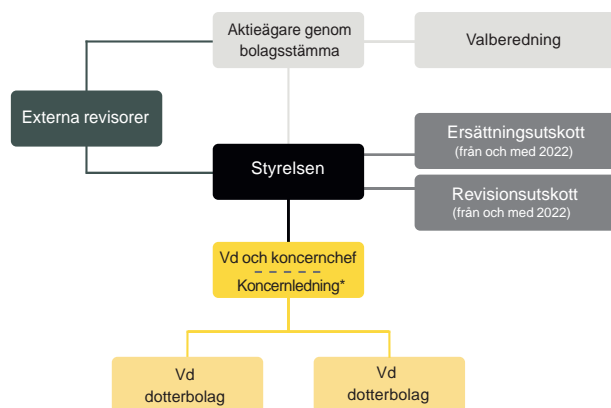 Aktieägare genom
bolagsstämma
Valberedning
Externa revisorer
Ersättningsutskott
(från och med 2022)
Styrelsen
Revisionsutskott
(från och med 2022)
Vd och koncernchef
Koncernledning*
Vd
dotterbolag
Vd
dotterbolag